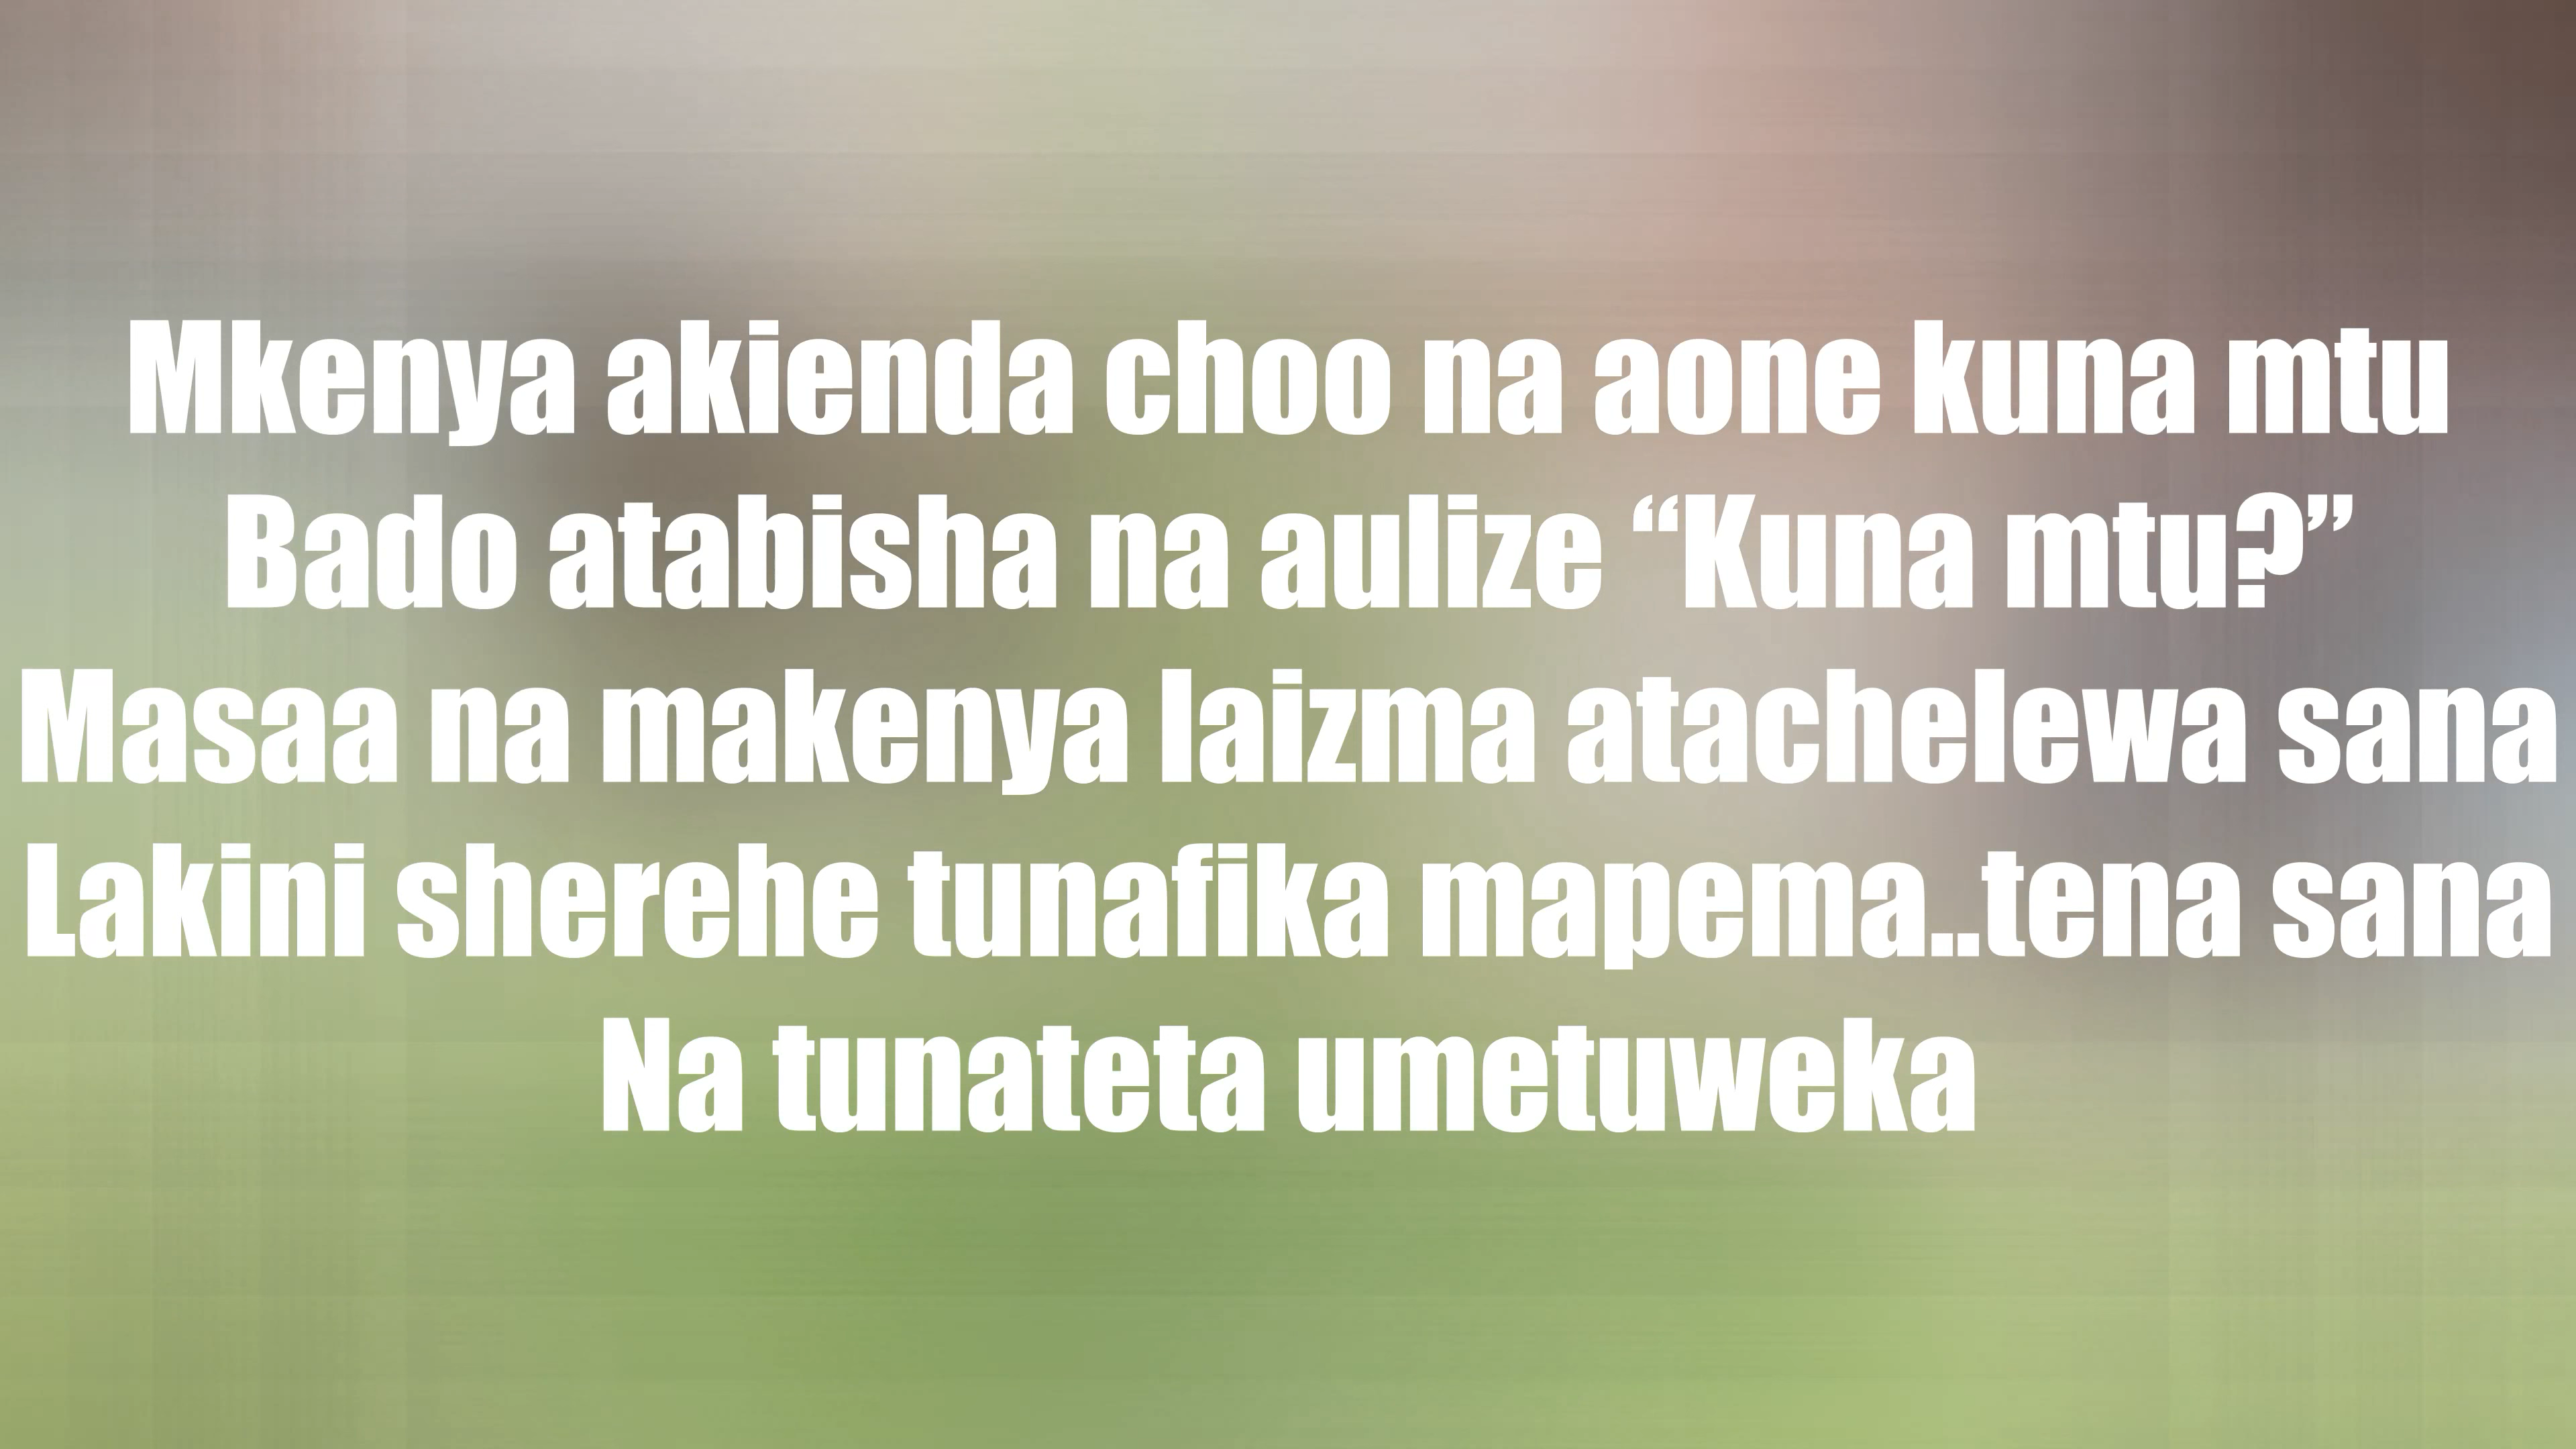 Mkenya akienda choo na aone kuna mtu
Bado atabisha na aulize “Kuna mtu?”
Masaa na makenya laizma atachelewa sana
Lakini sherehe tunafika mapema..tena sana
Na tunateta umetuweka